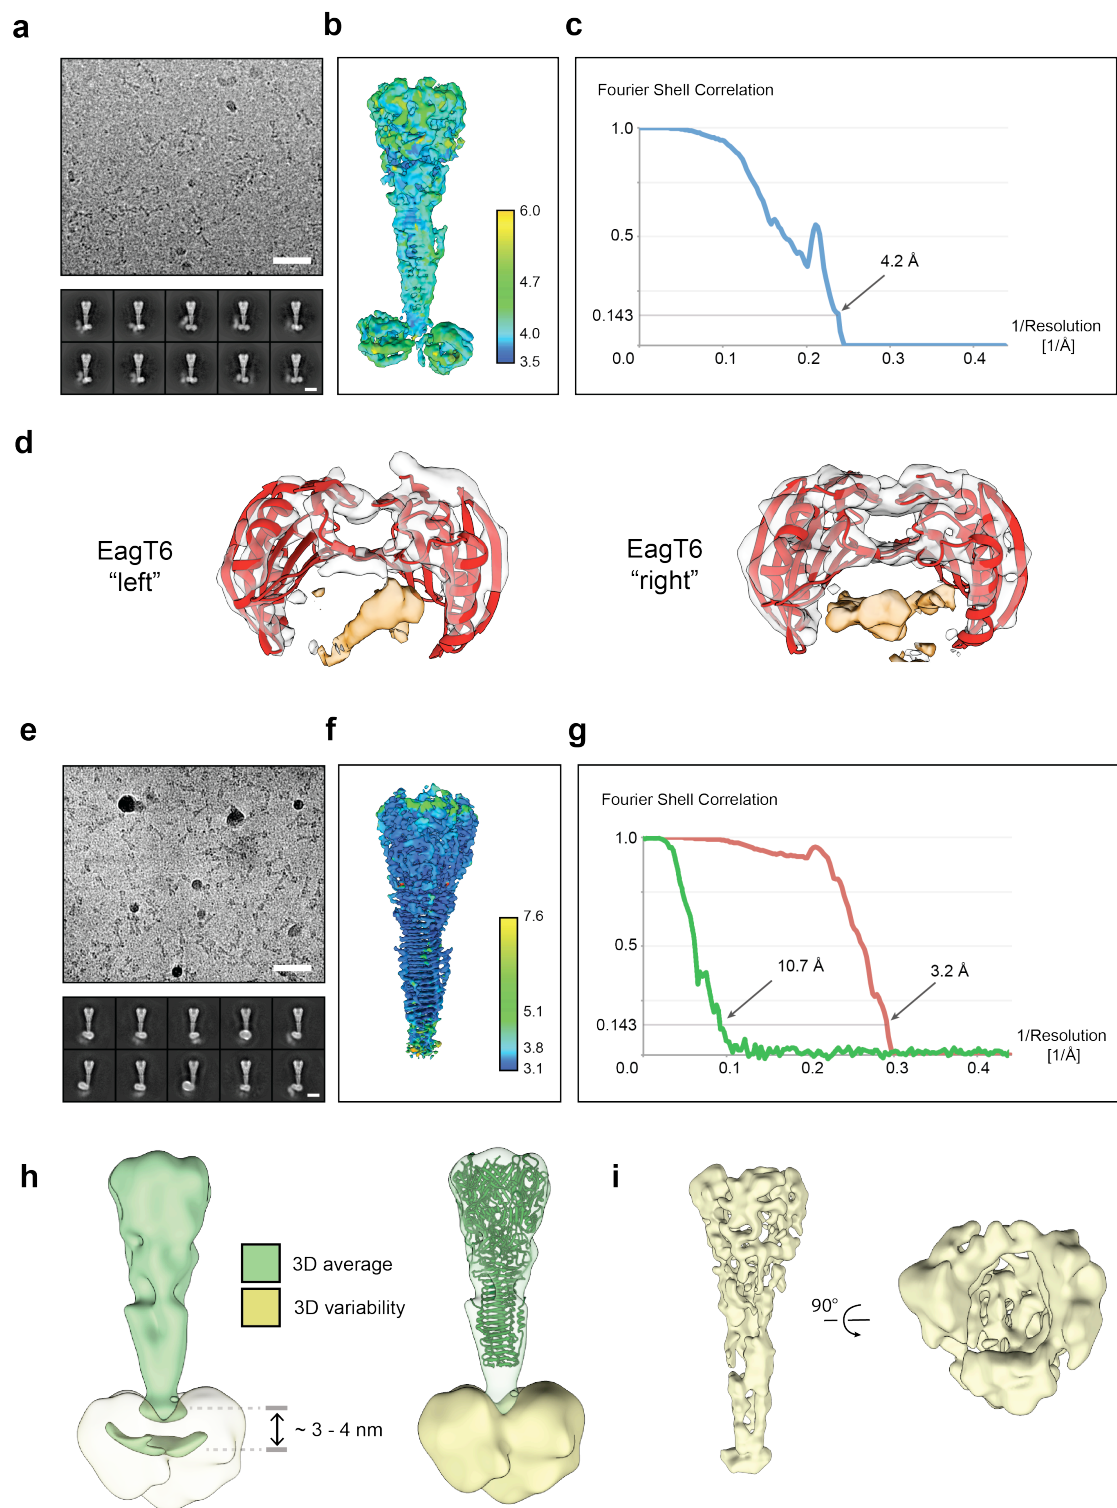 a
b
c
Fourier Shell Correlation
1.0
0.5
0.143
0.0
0.1
0.2
0.3
0.4
4.2 Å
1/Resolution
[1/Å]
6.0
4.7
4.0
3.5
d
EagT6
“left”
EagT6
“right”
e
f
g
7.6
5.1
3.8
3.1
Fourier Shell Correlation
1.0
0.5
0.143
0.0
0.1
0.2
0.3
0.4
10.7 Å
3.2 Å
1/Resolution
[1/Å]
h
3D average
3D variability
~ 3 - 4 nm
i
90°